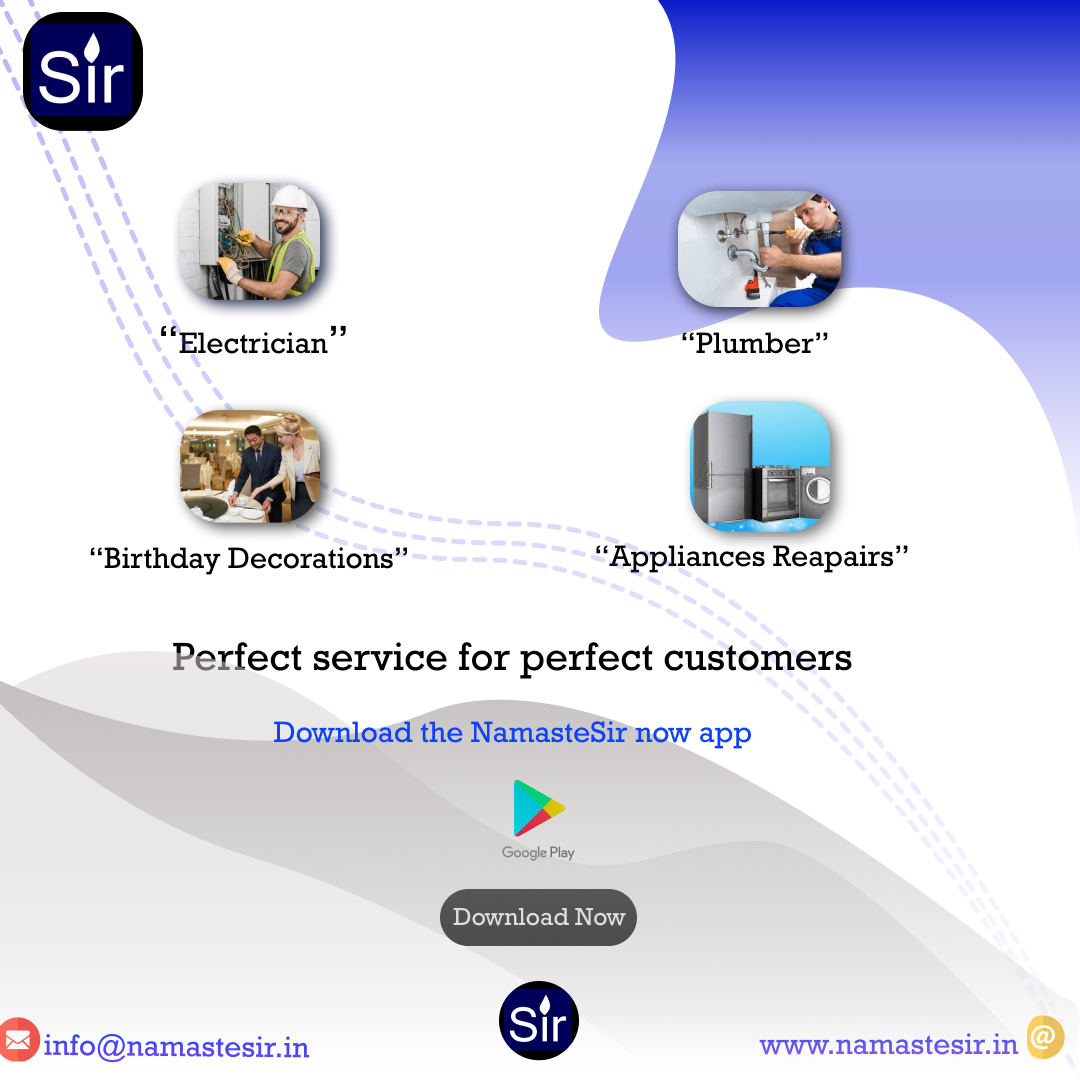 Sir
“Electrician”
“Plumber”
“Birthday Decorations”
“Appliances Reapairs”
Perfect service for perfect customers
Download the NamasteSir now app
Google Play
Download Now
Sir
info@namastesir.in
www.namastesir.in
@